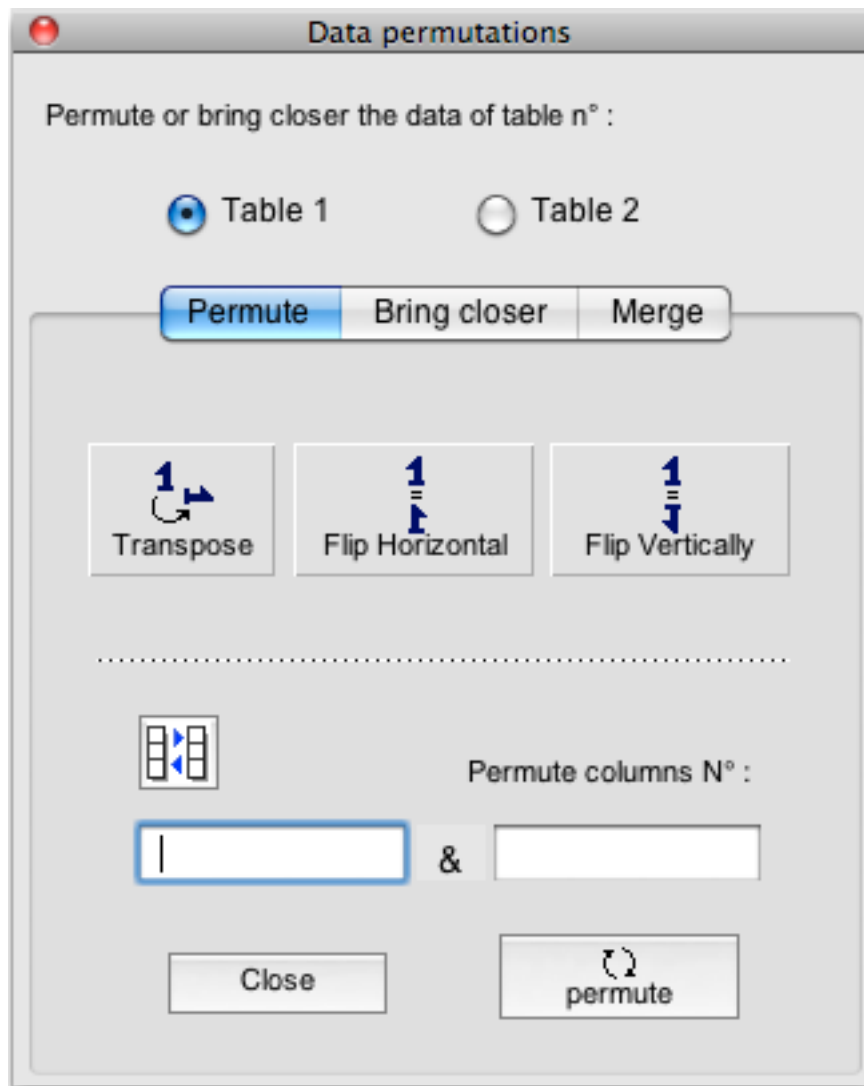 Data permutations
Permute or bring closer the data of table n° :
Table 1 Table 2
Permute Bring closer Merge
Transpose Flip Horizontal Flip Vertically
Permute columns N° :
&
Close permute